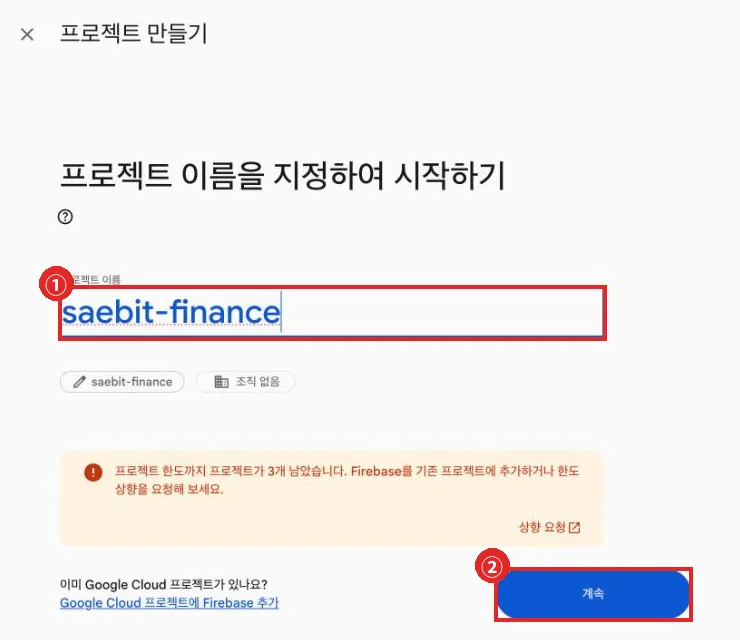 프로젝트 만들기
프로젝트 이름을 지정하여 시작하기
①
로젝트 이름
saebit-finance
saebit-finance
조직 없음
프로젝트 한도까지 프로젝트가 3개 남았습니다. Firebase를 기존 프로젝트에 추가하거나 한도
상향을 요청해 보세요.
상향 요청
이미 Google Cloud 프로젝트가 있나요?
Google Cloud 프로젝트에 Firebase 추가
②
계속